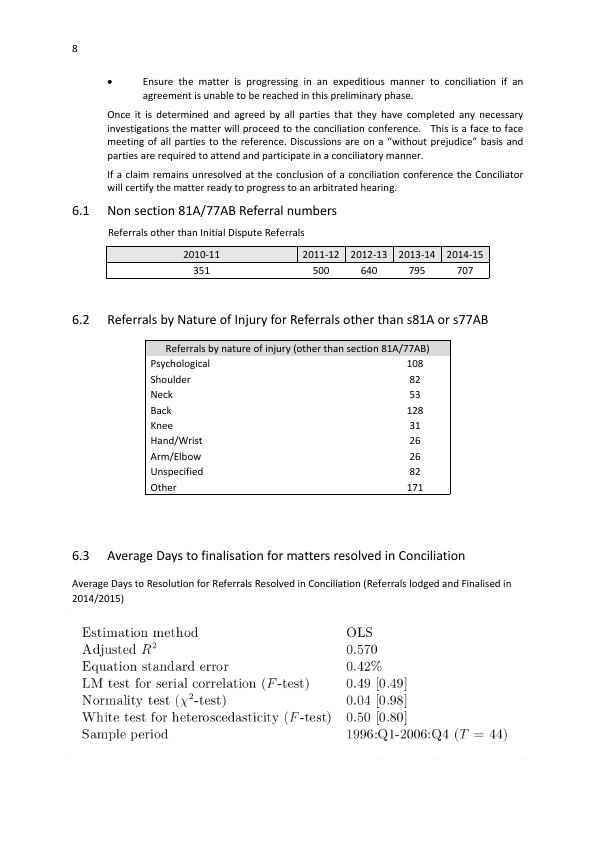 8
• Ensure the matter is progressing in an expeditious manner to conciliation if an
agreement is unable to be reached in this preliminary phase.
Once it is determined and agreed by all parties that they have completed any necessary
investigations the matter will proceed to the conciliation conference. This is a face to face
meeting of all parties to the reference. Discussions are on a “without prejudice” basis and
parties are required to attend and participate in a conciliatory manner.
If a claim remains unresolved at the conclusion of a conciliation conference the Conciliator
will certify the matter ready to progress to an arbitrated hearing.
6.1 Non section 81A/77AB Referral numbers
Referrals other than Initial Dispute Referrals
2010-11 2011-12 2012-13 2013-14 2014-15
351 500 640 795 707
6.2 Referrals by Nature of Injury for Referrals other than s81A or s77AB
Referrals by nature of injury (other than section 81A/77AB)
Psychological 108
Shoulder 82
Neck 53
Back 128
Knee 31
Hand/Wrist 26
Arm/Elbow 26
Unspecified 82
Other 171
6.3 Average Days to finalisation for matters resolved in Conciliation
Average Days to Resolution for Referrals Resolved in Conciliation (Referrals lodged and Finalised in
2014/2015)
Estimation method OLS
Adjusted R² 0.570
Equation standard error 0.42%
LM test for serial correlation (F-test) 0.49 [0.49]
Normality test (χ²-test) 0.04 [0.98]
White test for heteroscedasticity (F-test) 0.50 [0.80]
Sample period 1996:Q1-2006:Q4 (T = 44)